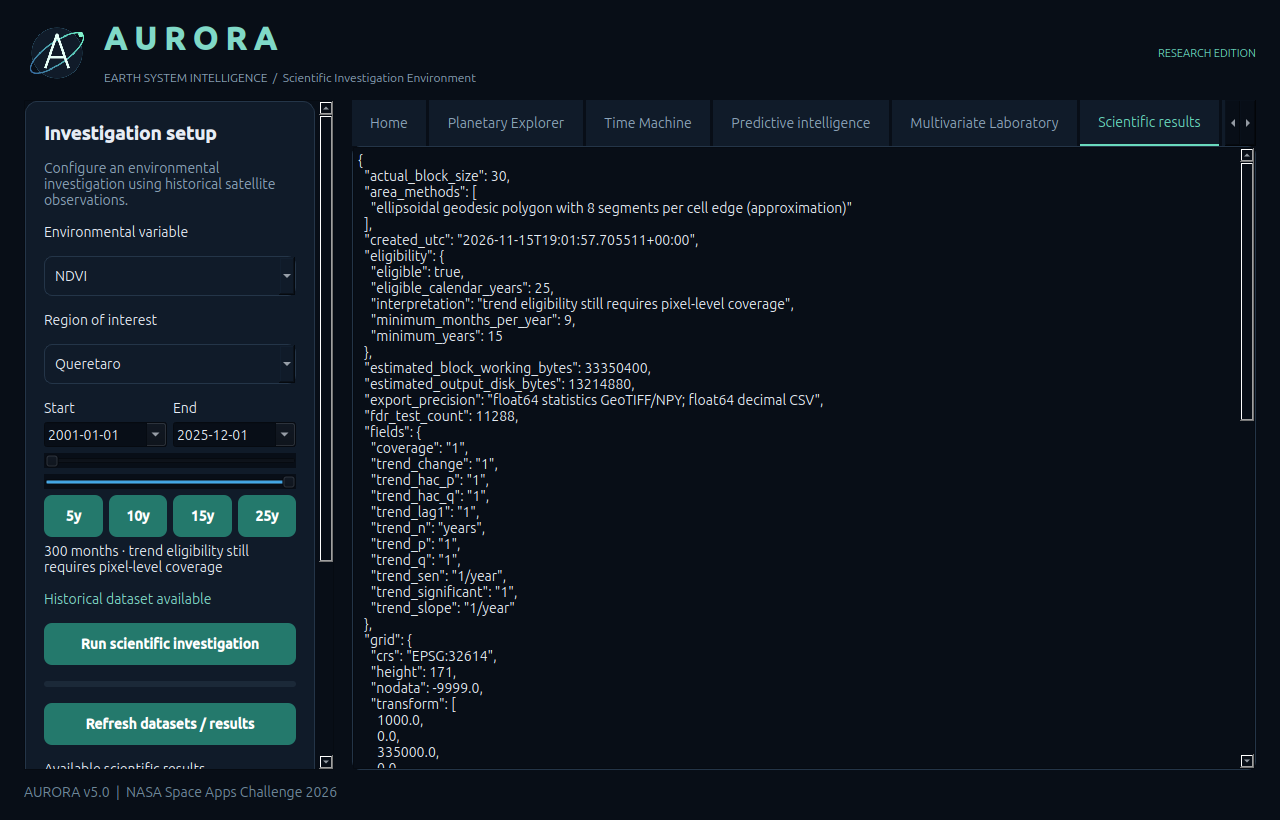 A
AURORA
EARTH SYSTEM INTELLIGENCE / Scientific Investigation Environment
RESEARCH EDITION
Investigation setup
Configure an environmental
investigation using historical satellite
observations.
Environmental variable
NDVI
Region of interest
Queretaro
Start End
2001-01-01 2025-12-01
5y 10y 15y 25y
300 months · trend eligibility still
requires pixel-level coverage
Historical dataset available
Run scientific investigation
Refresh datasets / results
Available scientific results
Home Planetary Explorer Time Machine Predictive intelligence Multivariate Laboratory Scientific results
{
"actual_block_size": 30,
"area_methods": [
"ellipsoidal geodesic polygon with 8 segments per cell edge (approximation)"
],
"created_utc": "2026-11-15T19:01:57.705511+00:00",
"eligibility": {
"eligible": true,
"eligible_calendar_years": 25,
"interpretation": "trend eligibility still requires pixel-level coverage",
"minimum_months_per_year": 9,
"minimum_years": 15
},
"estimated_block_working_bytes": 33350400,
"estimated_output_disk_bytes": 13214880,
"export_precision": "float64 statistics GeoTIFF/NPY; float64 decimal CSV",
"fdr_test_count": 11288,
"fields": {
"coverage": "1",
"trend_change": "1",
"trend_hac_p": "1",
"trend_hac_q": "1",
"trend_lag1": "1",
"trend_n": "years",
"trend_p": "1",
"trend_q": "1",
"trend_sen": "1/year",
"trend_significant": "1",
"trend_slope": "1/year"
},
"grid": {
"crs": "EPSG:32614",
"height": 171,
"nodata": -9999.0,
"transform": [
1000.0,
0.0,
335000.0,
0.0
AURORA v5.0 | NASA Space Apps Challenge 2026